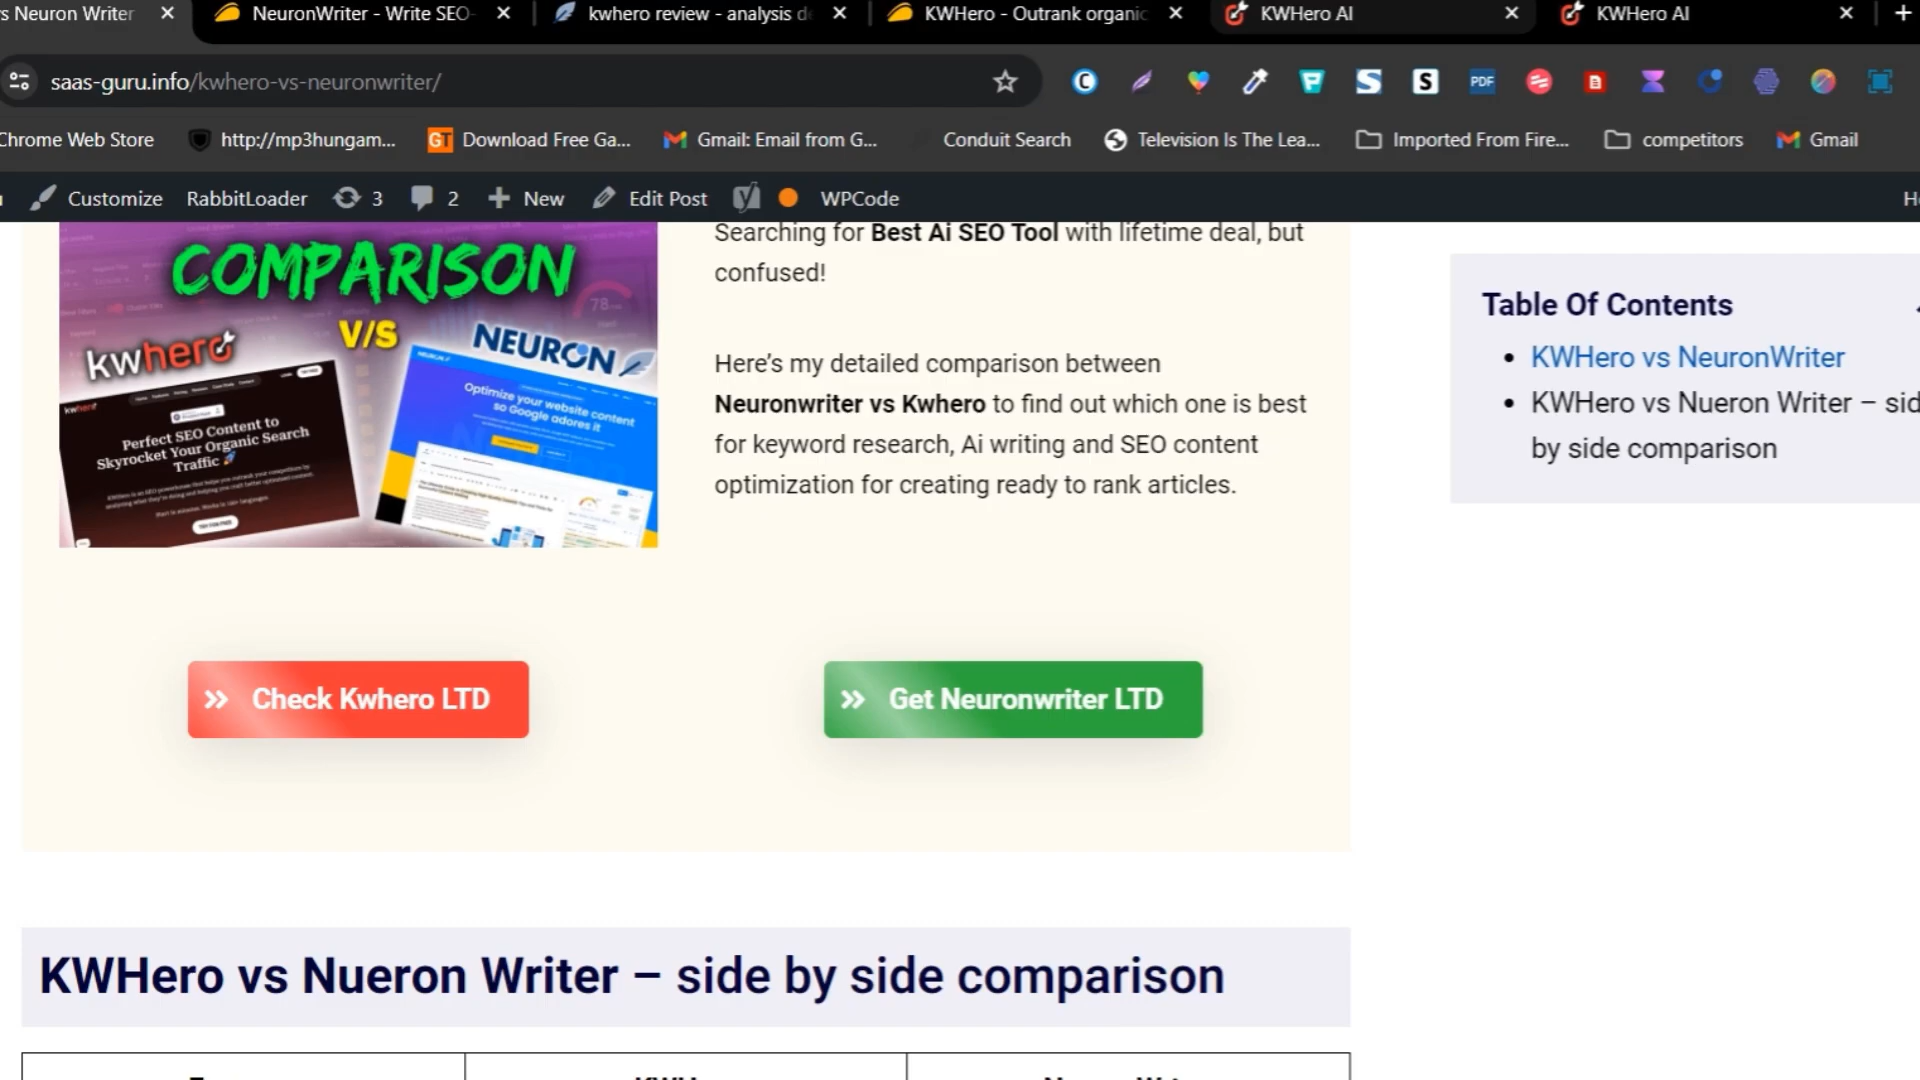 s Neuron Writer
NeuronWriter - Write SEO-
kwhero review - analysis de
KWHero - Outrank organic
KWHero AI
KWHero AI
saas-guru.info/kwhero-vs-neuronwriter/
PDF
Chrome Web Store
http://mp3hungam...
GT
Download Free Ga...
Gmail: Email from G...
Conduit Search
Television Is The Lea...
Imported From Fire...
competitors
Gmail
Customize
RabbitLoader
3
2
New
Edit Post
WPCode
COMPARISON
V/S
kwhero
NEURON
78
Perfect SEO Content to
Skyrocket Your Organic Search
Traffic 🚀
TRY FOR FREE
Optimize your website content
so Google adores it
Searching for Best Ai SEO Tool with lifetime deal, but
confused!
Here's my detailed comparison between
Neuronwriter vs Kwhero to find out which one is best
for keyword research, Ai writing and SEO content
optimization for creating ready to rank articles.
Table Of Contents
• KWHero vs NeuronWriter
• KWHero vs Nueron Writer – sid
by side comparison
Check Kwhero LTD
Get Neuronwriter LTD
KWHero vs Nueron Writer – side by side comparison